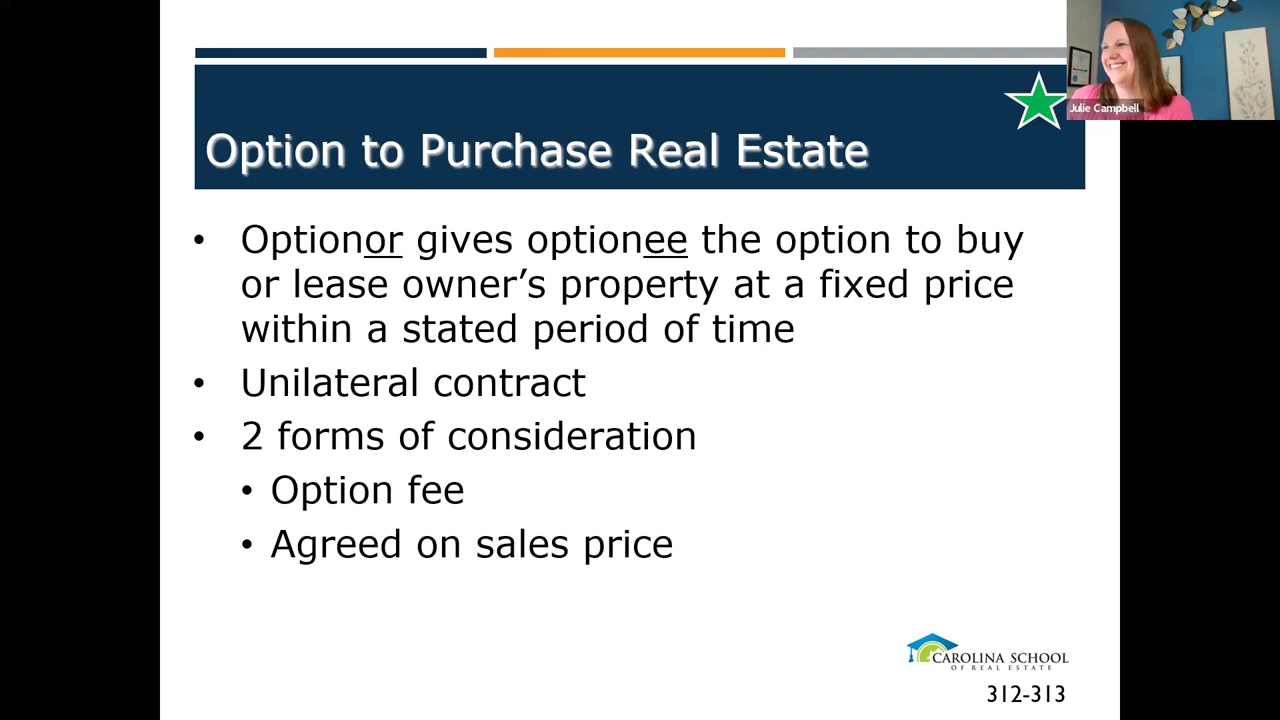 Julie Campbell
Option to Purchase Real Estate
• Optionor gives optionee the option to buy
or lease owner’s property at a fixed price
within a stated period of time
• Unilateral contract
• 2 forms of consideration
• Option fee
• Agreed on sales price
CAROLINA SCHOOL
OF REAL ESTATE
312-313